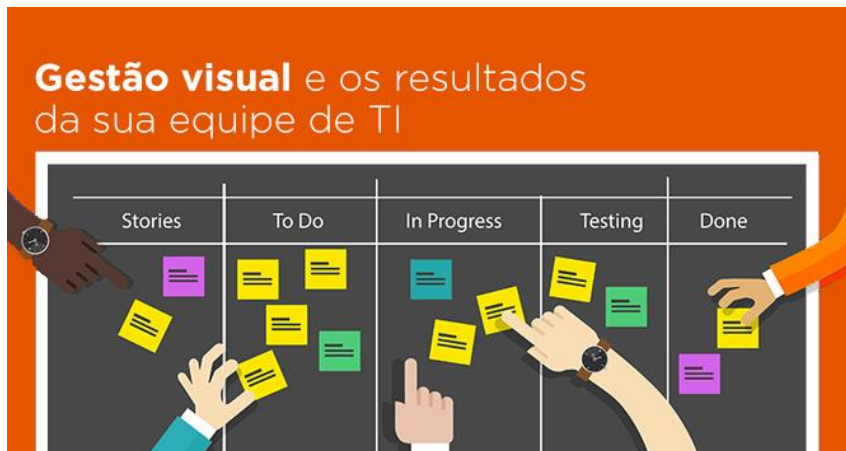 Gestão visual e os resultados
da sua equipe de TI
Stories
To Do
In Progress
Testing
Done